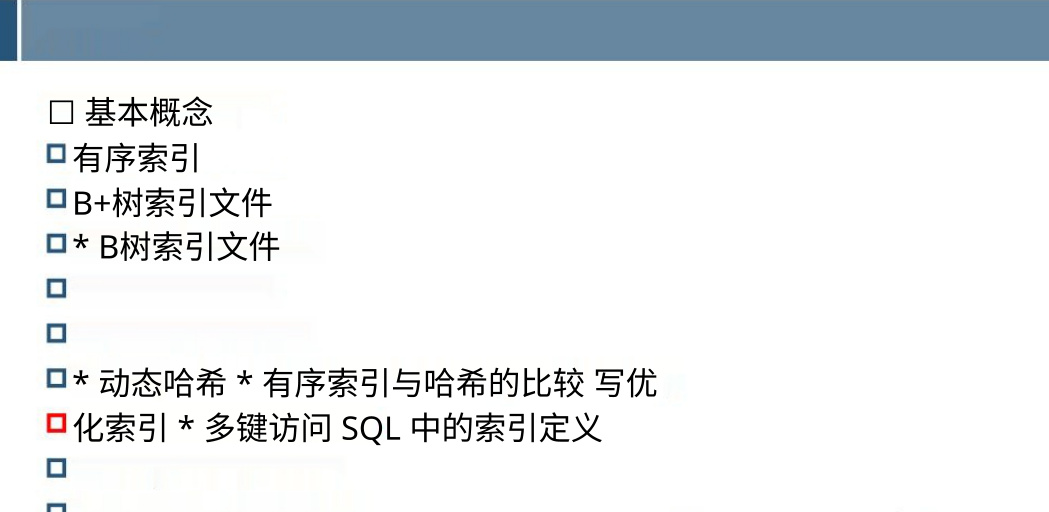 □ 基本概念
有序索引
B+树索引文件
* B树索引文件
* 动态哈希 * 有序索引与哈希的比较 写优
化索引 * 多键访问 SQL 中的索引定义